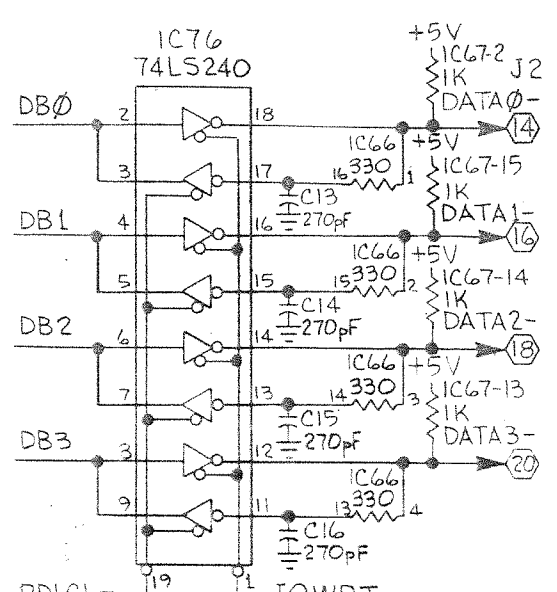 IC76
74LS240
+5V
IC67-2
J2
1K
DATAØ-
DBØ
2
18
14
IC66
+5V
3
17
16
330
1
IC67-15
C13
270pF
1K
DATA1-
DB1
4
16
16
IC66
+5V
5
15
15
330
2
IC67-14
C14
270pF
1K
DATA2-
DB2
6
14
18
IC66
+5V
7
13
14
330
3
IC67-13
C15
270pF
1K
DATA3-
DB3
8
12
20
IC66
9
11
13
330
4
C16
270pF
19
1